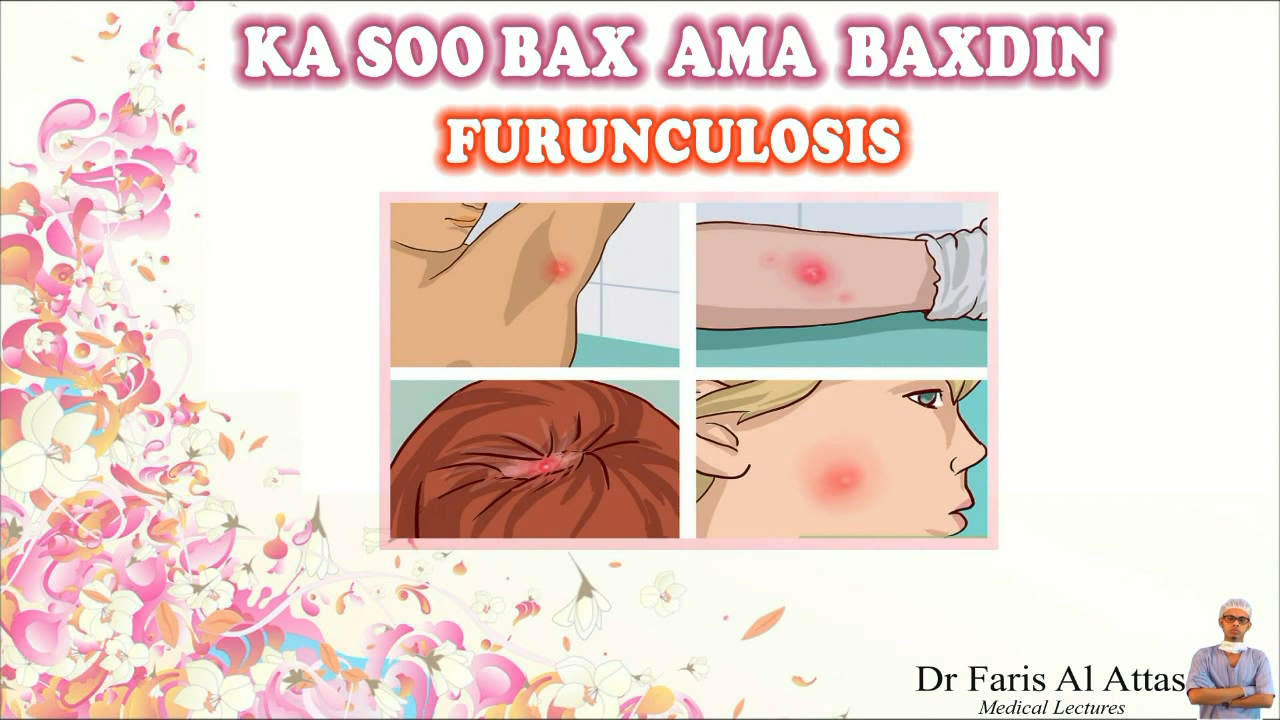 KA SOO BAX AMA BAXDIN
FURUNCULOSIS
Dr Faris Al Attas
Medical Lectures